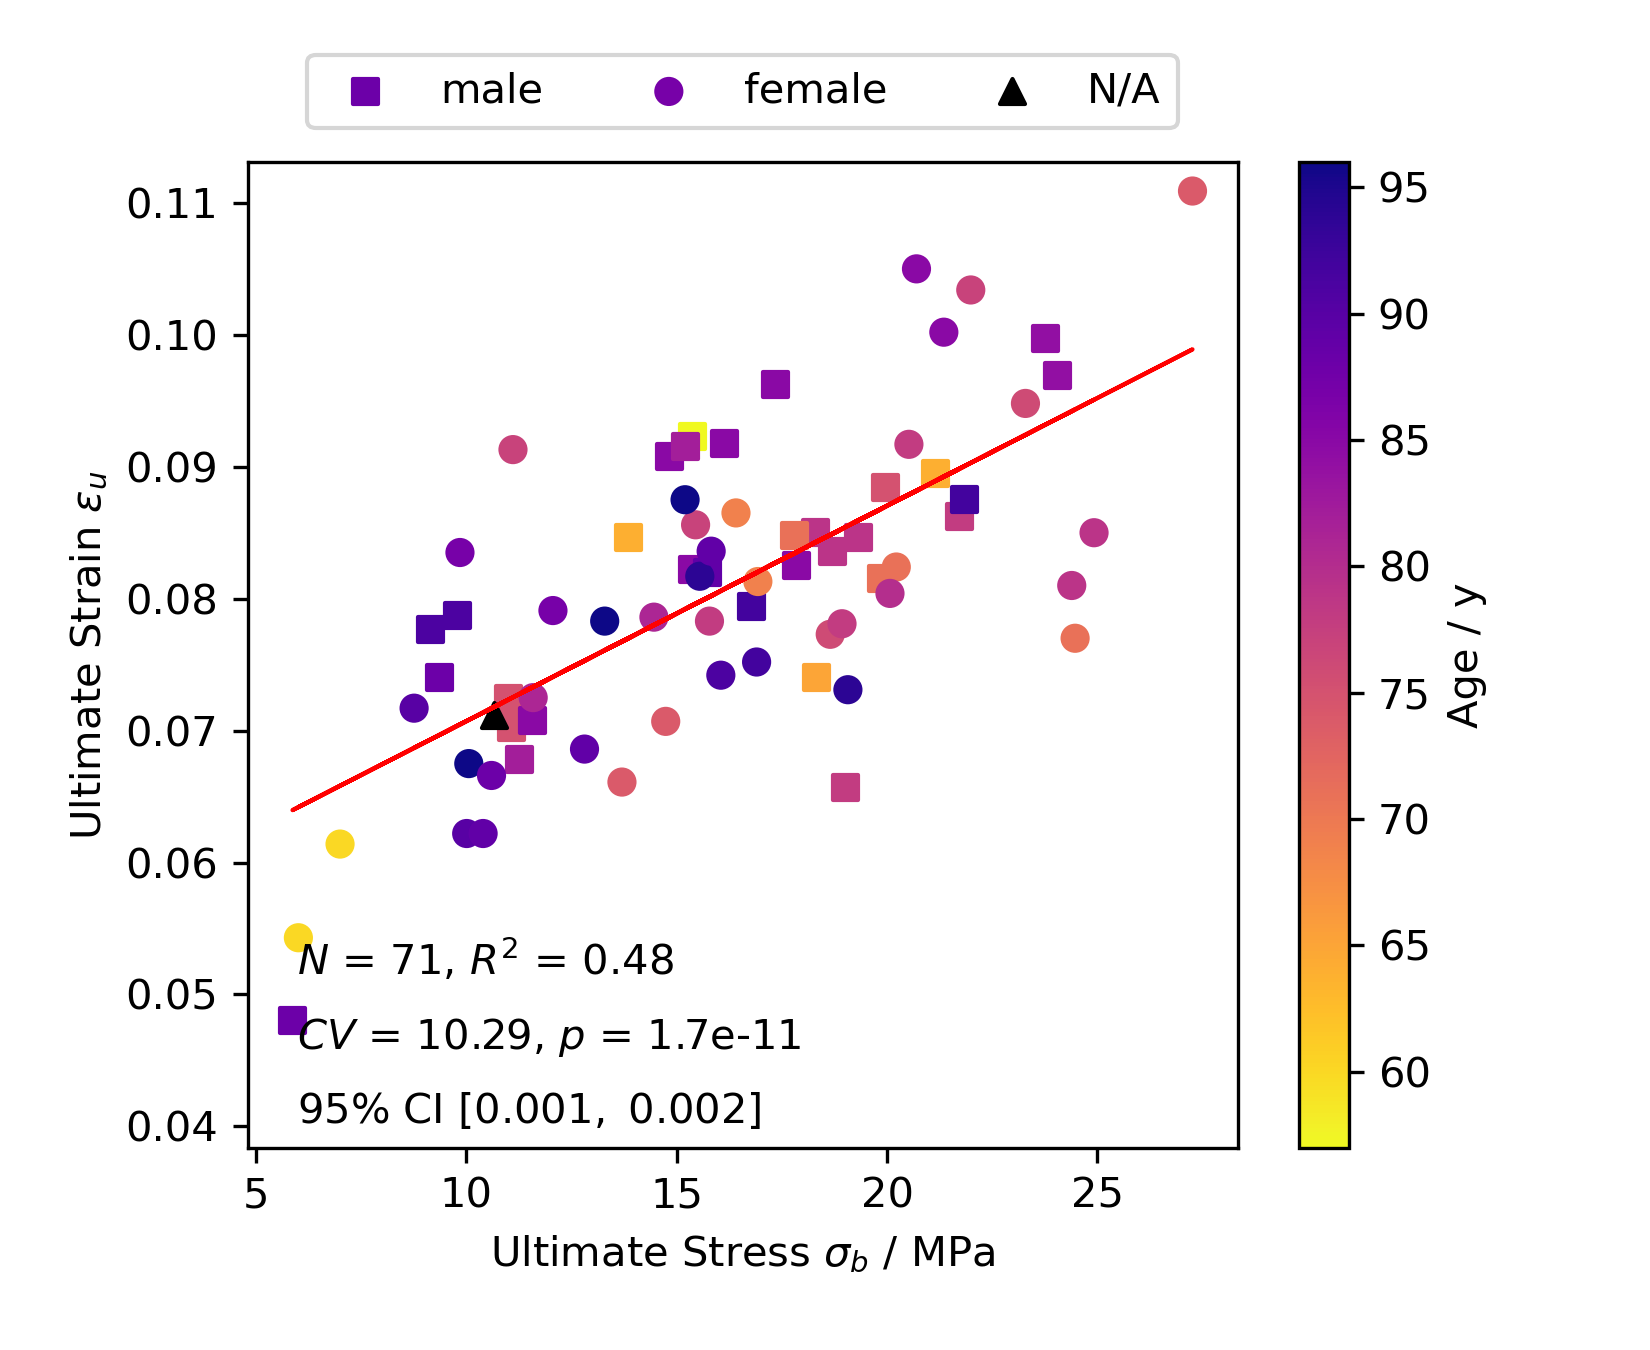 male female N/A
0.11
0.10
0.09
0.08
0.07
0.06
0.05
0.04
Ultimate Strain εu
N = 71, R² = 0.48
CV = 10.29, p = 1.7e-11
95% CI [0.001, 0.002]
5 10 15 20 25
Ultimate Stress σb / MPa
95
90
85
80
75
70
65
60
Age / y